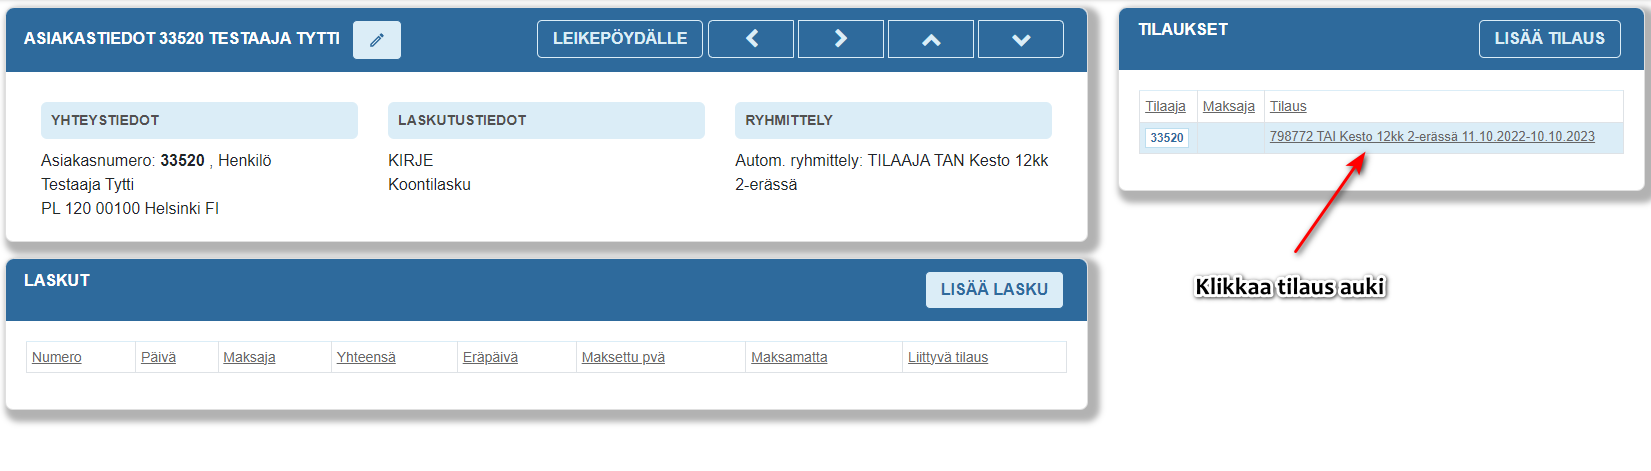 ASIAKASTIEDOT 33520 TESTAAJA TYTTI
LEIKEPÖYDÄLLE
YHTEYSTIEDOT
Asiakasnumero: 33520 , Henkilö
Testaaja Tytti
PL 120 00100 Helsinki FI
LASKUTUSTIEDOT
KIRJE
Koontilasku
RYHMITTELY
Autom. ryhmittely: TILAAJA TAN Kesto 12kk
2-erässä
TILAUKSET
LISÄÄ TILAUS
Tilaaja Maksaja Tilaus
33520 798772 TAI Kesto 12kk 2-erässä 11.10.2022-10.10.2023
Klikkaa tilaus auki
LASKUT
LISÄÄ LASKU
Numero Päivä Maksaja Yhteensä Eräpäivä Maksettu pvä Maksamatta Liittyvä tilaus